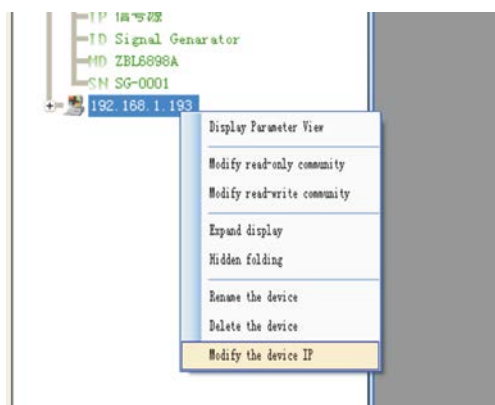 TP 信号源
ID Signal Genarator
MD ZBL6898A
SN SG-0001
192.168.1.193
Display Parameter View
Modify read-only community
Modify read-write community
Expand display
Hidden folding
Rename the device
Delete the device
Modify the device IP